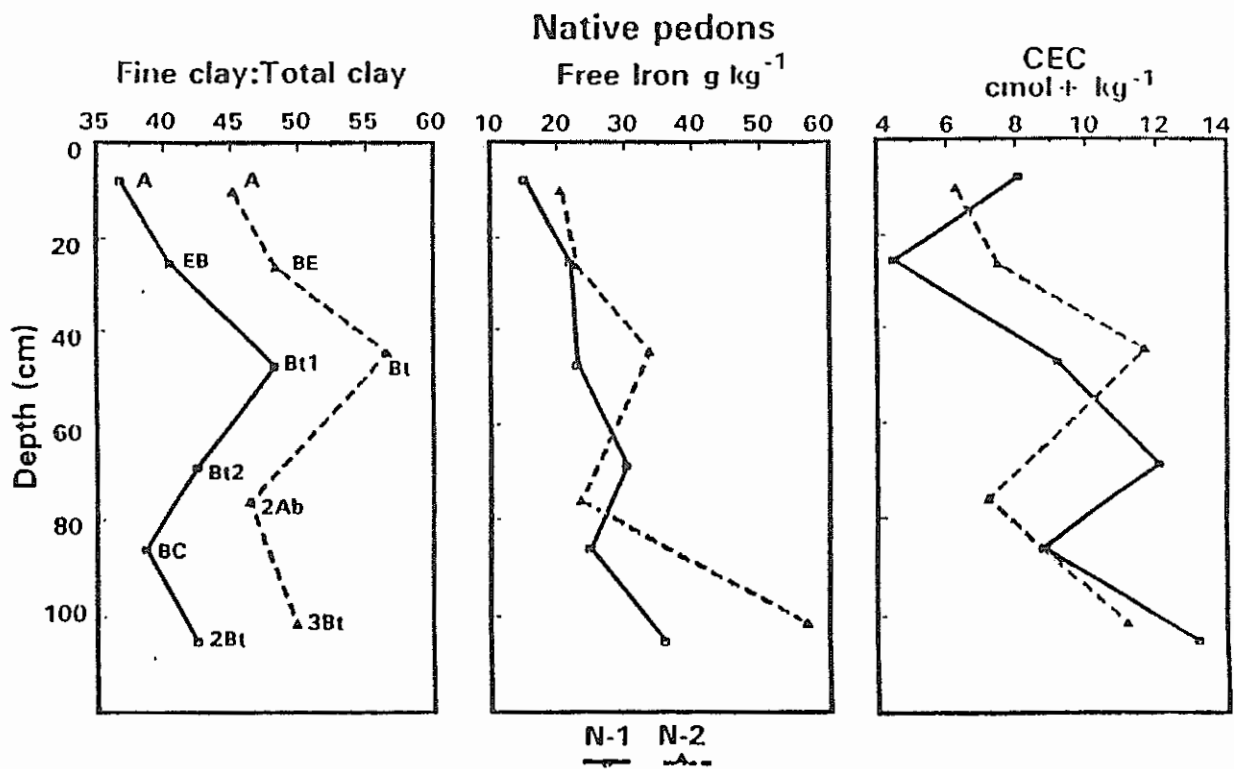 Native pedons
Fine clay:Total clay
Free Iron g kg-1
CEC
cmol+ kg-1
35 40 45 50 55 60
10 20 30 40 50 60
4 6 8 10 12 14
Depth (cm)
0
20
40
60
80
100
A A
EB BE
Bt1 Bt
Bt2 2Ab
BC
2Bt 3Bt
N-1 N-2